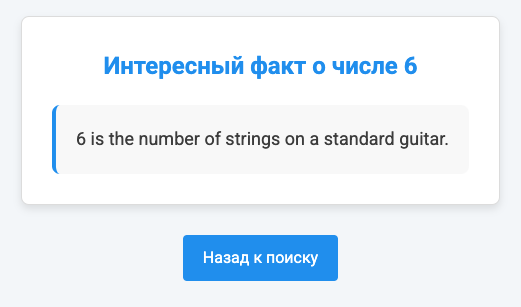 Интересный факт о числе 6
6 is the number of strings on a standard guitar.
Назад к поиску